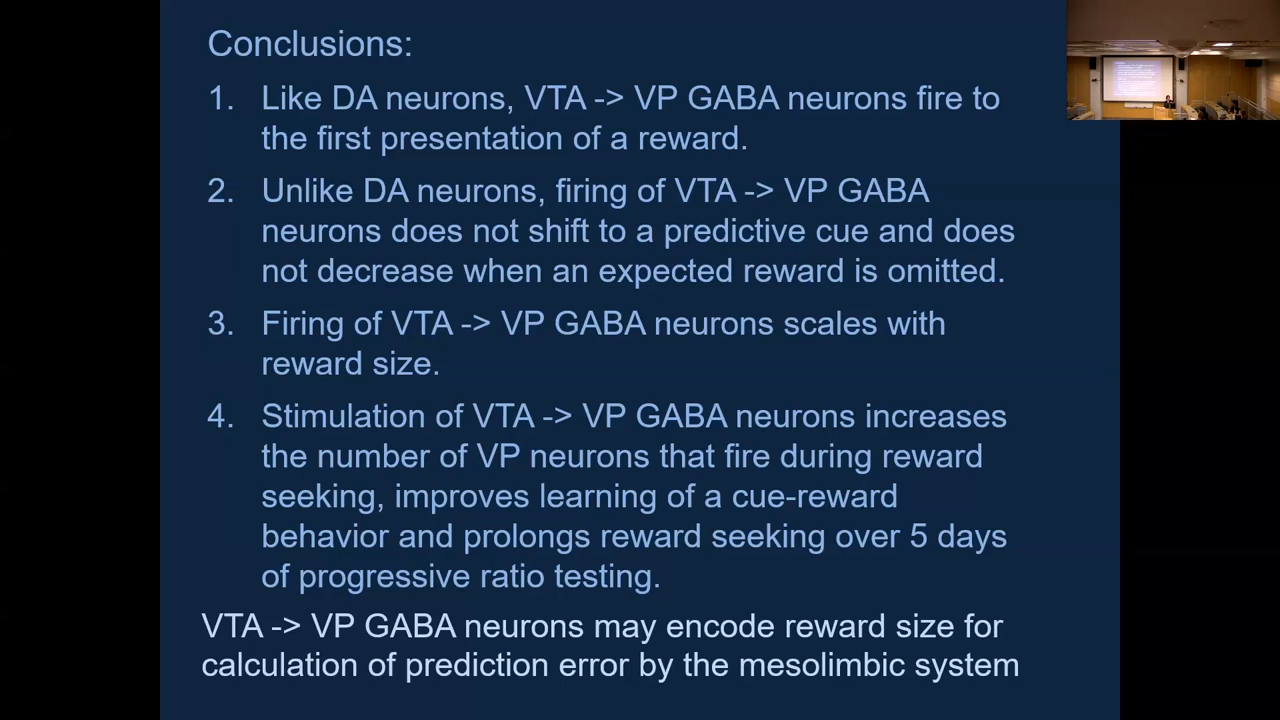 Conclusions:
1. Like DA neurons, VTA -> VP GABA neurons fire to
the first presentation of a reward.
2. Unlike DA neurons, firing of VTA -> VP GABA
neurons does not shift to a predictive cue and does
not decrease when an expected reward is omitted.
3. Firing of VTA -> VP GABA neurons scales with
reward size.
4. Stimulation of VTA -> VP GABA neurons increases
the number of VP neurons that fire during reward
seeking, improves learning of a cue-reward
behavior and prolongs reward seeking over 5 days
of progressive ratio testing.
VTA -> VP GABA neurons may encode reward size for
calculation of prediction error by the mesolimbic system